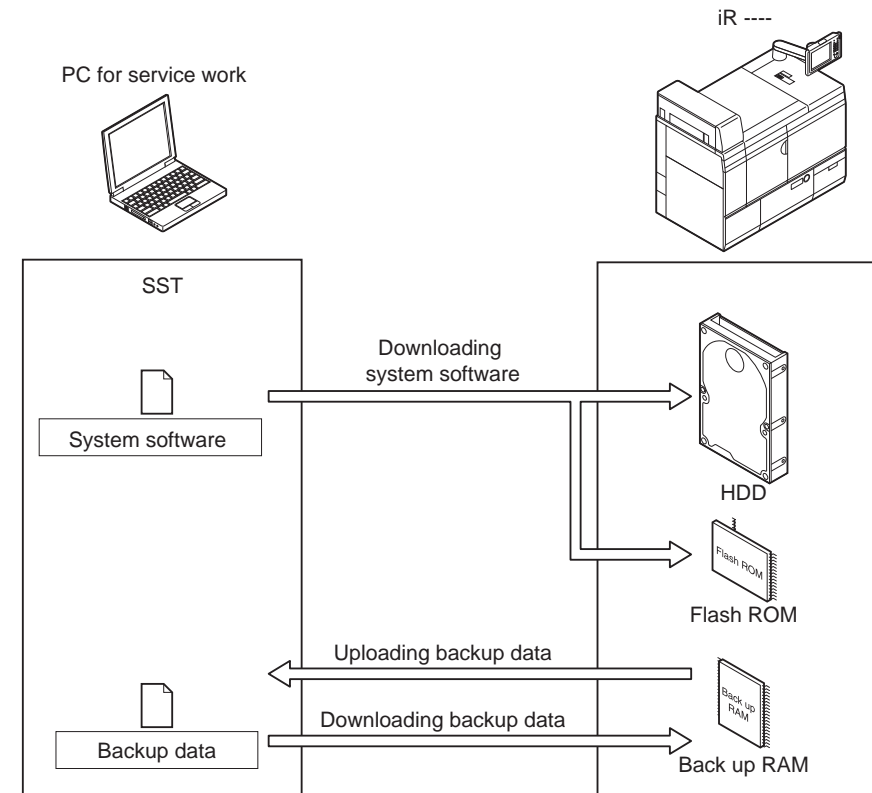 iR ----
PC for service work
SST
Downloading
system software
System software
HDD
Flash ROM
Flash ROM
Uploading backup data
Back up
RAM
Downloading backup data
Backup data
Back up RAM